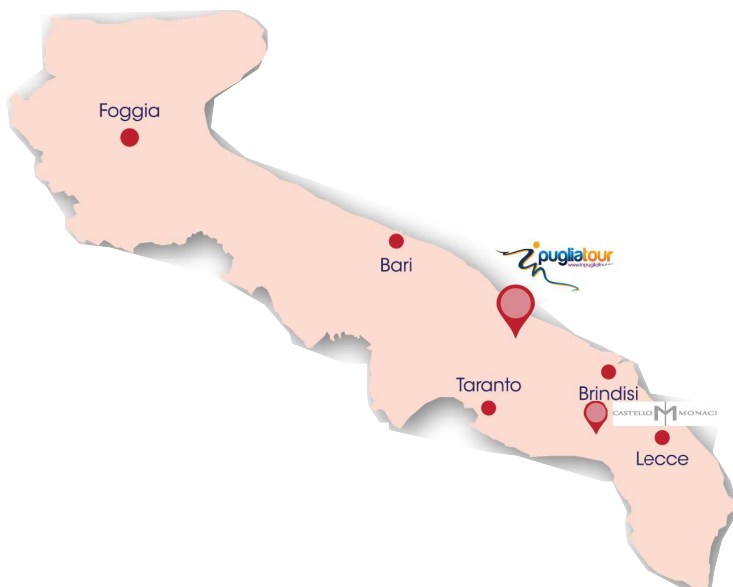 Foggia
Bari
pugliatour
Taranto
Brindisi
CASTELLO M MONACI
Lecce